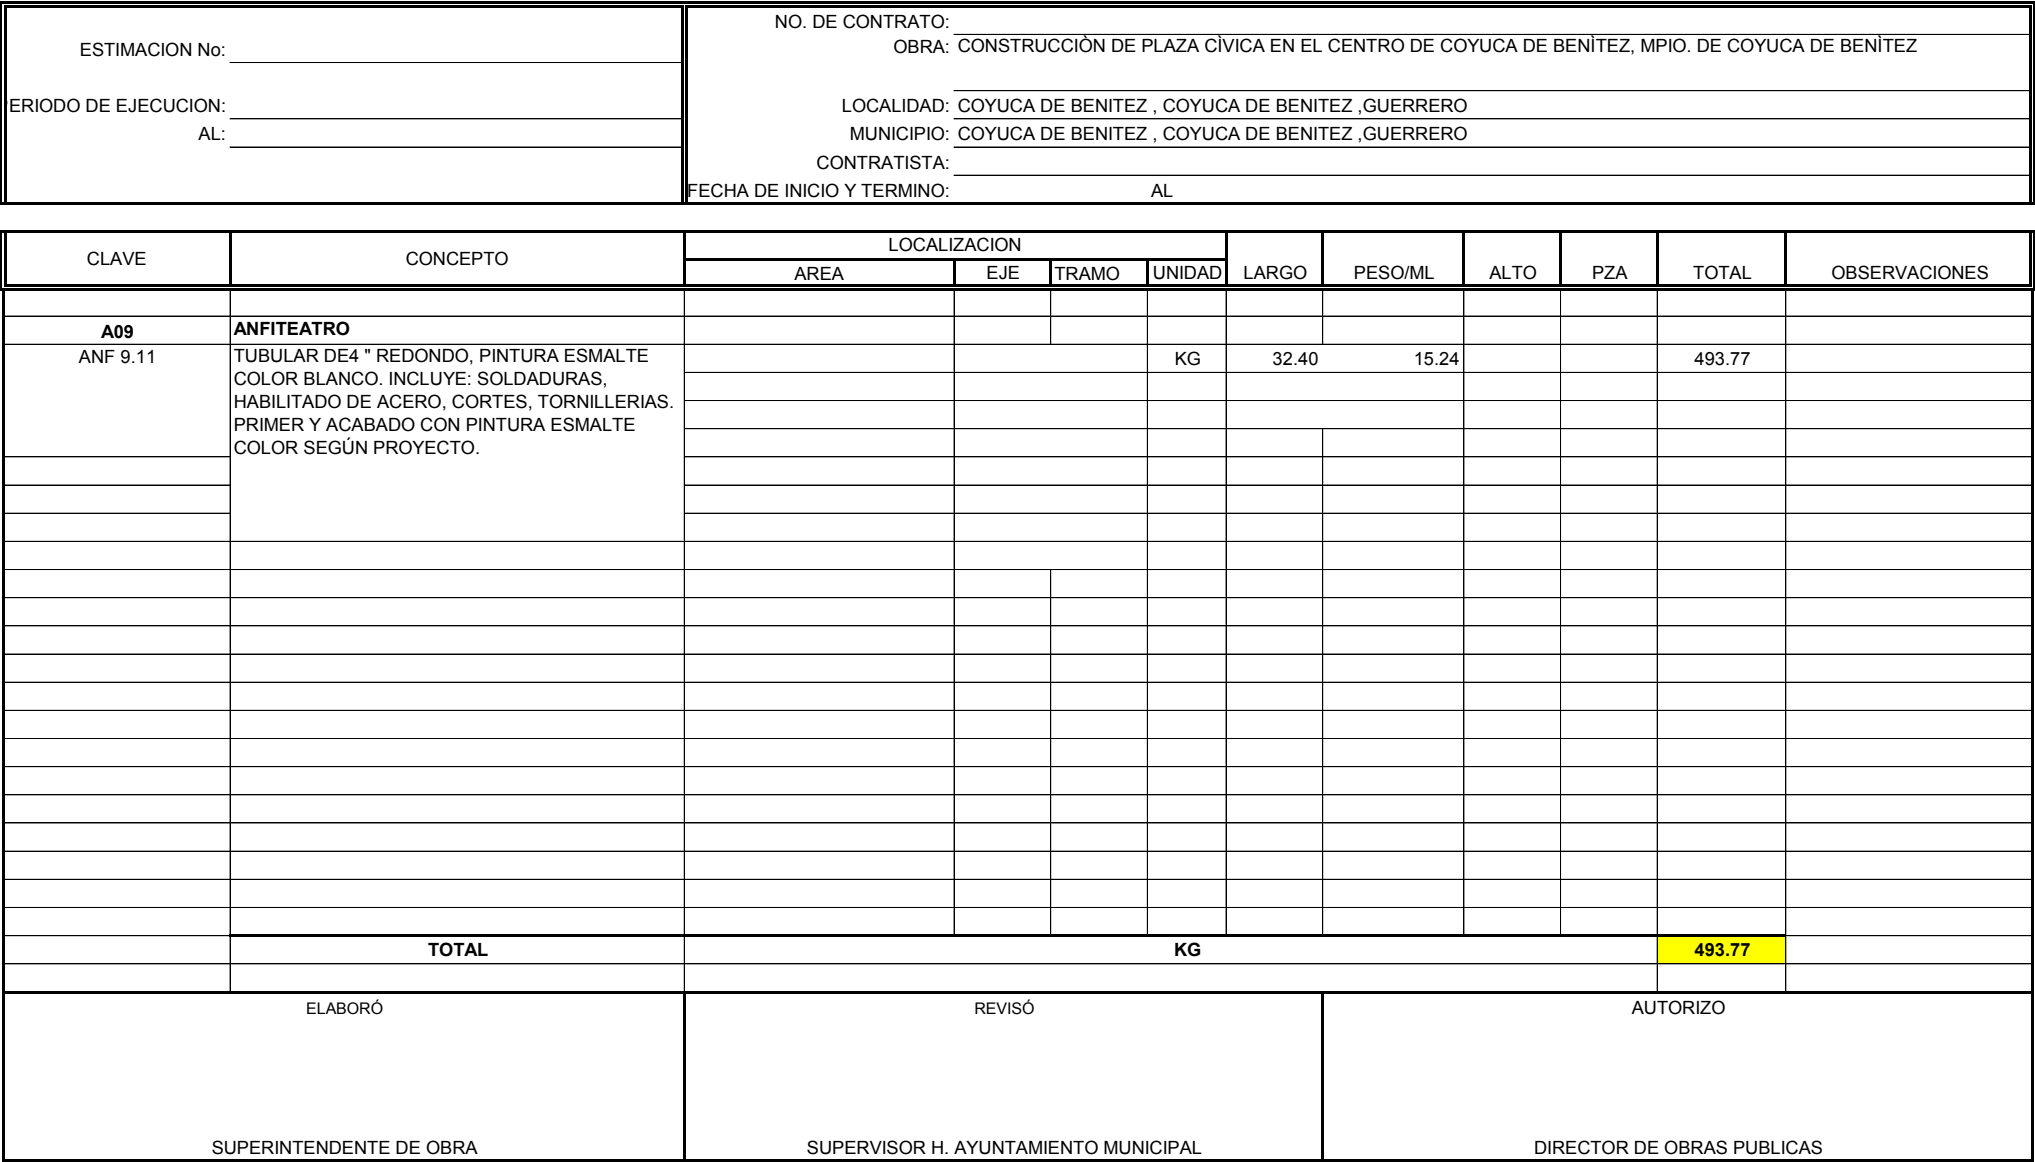 NO. DE CONTRATO:
ESTIMACION No:
OBRA: CONSTRUCCIÒN DE PLAZA CÌVICA EN EL CENTRO DE COYUCA DE BENÌTEZ, MPIO. DE COYUCA DE BENÌTEZ
ERIODO DE EJECUCION:
LOCALIDAD: COYUCA DE BENITEZ , COYUCA DE BENITEZ ,GUERRERO
AL:
MUNICIPIO: COYUCA DE BENITEZ , COYUCA DE BENITEZ ,GUERRERO
CONTRATISTA:
FECHA DE INICIO Y TERMINO: AL
CLAVE CONCEPTO LOCALIZACION
AREA EJE TRAMO UNIDAD LARGO PESO/ML ALTO PZA TOTAL OBSERVACIONES
A09 ANFITEATRO
ANF 9.11 TUBULAR DE4 " REDONDO, PINTURA ESMALTE KG 32.40 15.24 493.77
COLOR BLANCO. INCLUYE: SOLDADURAS,
HABILITADO DE ACERO, CORTES, TORNILLERIAS.
PRIMER Y ACABADO CON PINTURA ESMALTE
COLOR SEGÚN PROYECTO.
TOTAL KG 493.77
ELABORÓ REVISÓ AUTORIZO
SUPERINTENDENTE DE OBRA SUPERVISOR H. AYUNTAMIENTO MUNICIPAL DIRECTOR DE OBRAS PUBLICAS